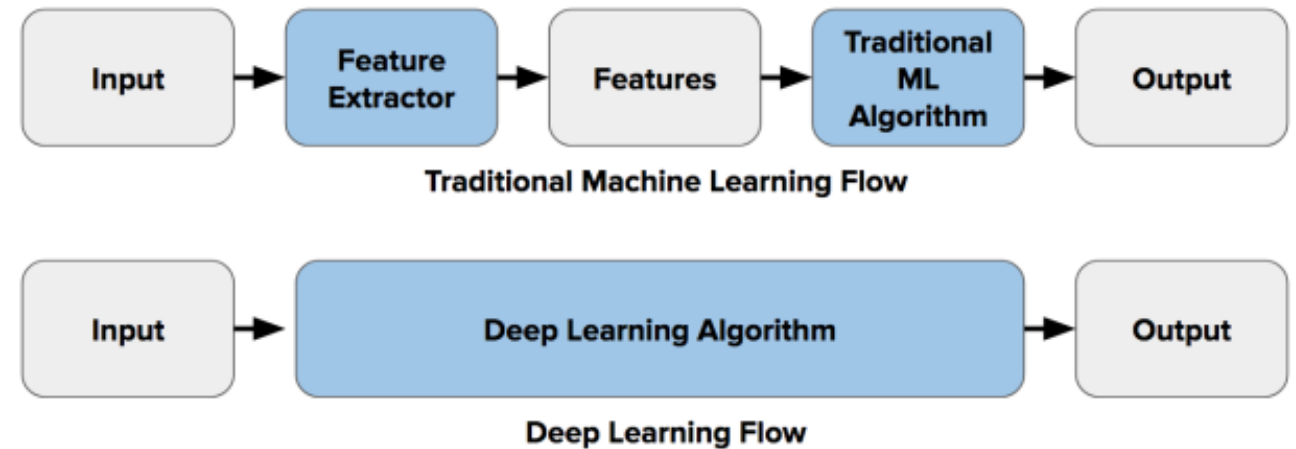 Input
Feature
Extractor
Features
Traditional
ML
Algorithm
Output
Traditional Machine Learning Flow
Input
Deep Learning Algorithm
Output
Deep Learning Flow